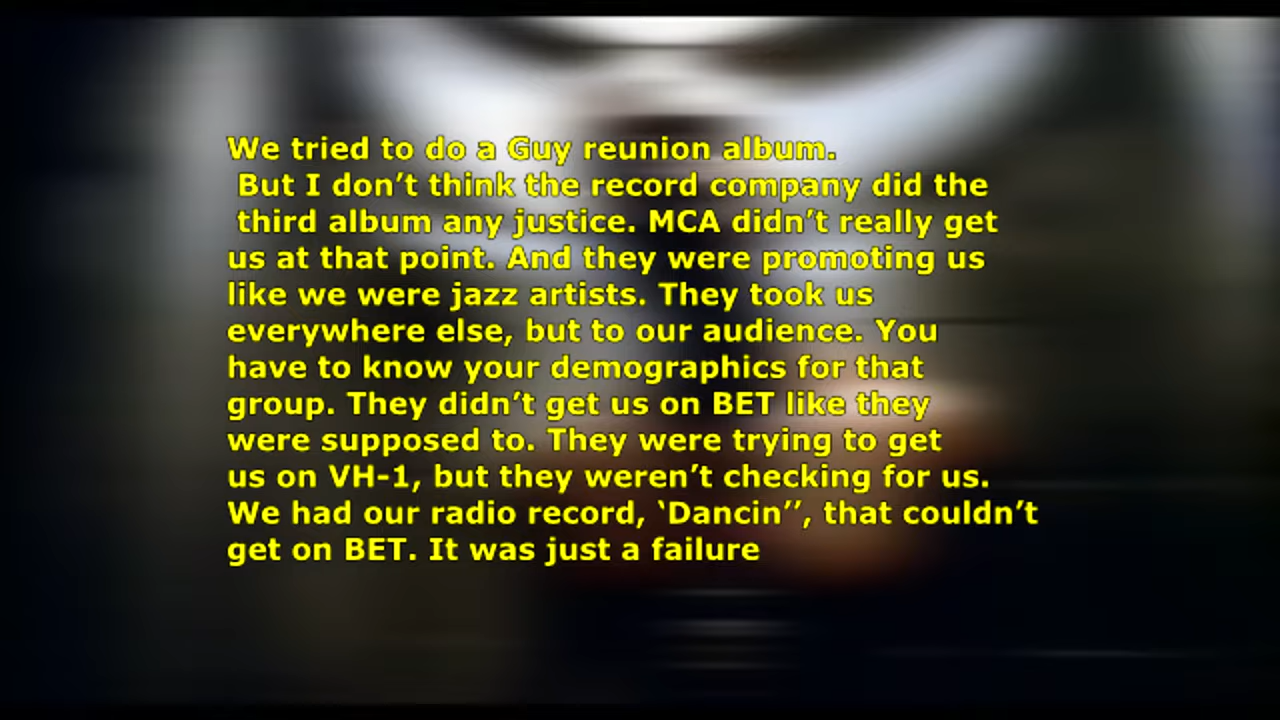 We tried to do a Guy reunion album.
But I don’t think the record company did the
third album any justice. MCA didn’t really get
us at that point. And they were promoting us
like we were jazz artists. They took us
everywhere else, but to our audience. You
have to know your demographics for that
group. They didn’t get us on BET like they
were supposed to. They were trying to get
us on VH-1, but they weren’t checking for us.
We had our radio record, ‘Dancin’’, that couldn’t
get on BET. It was just a failure